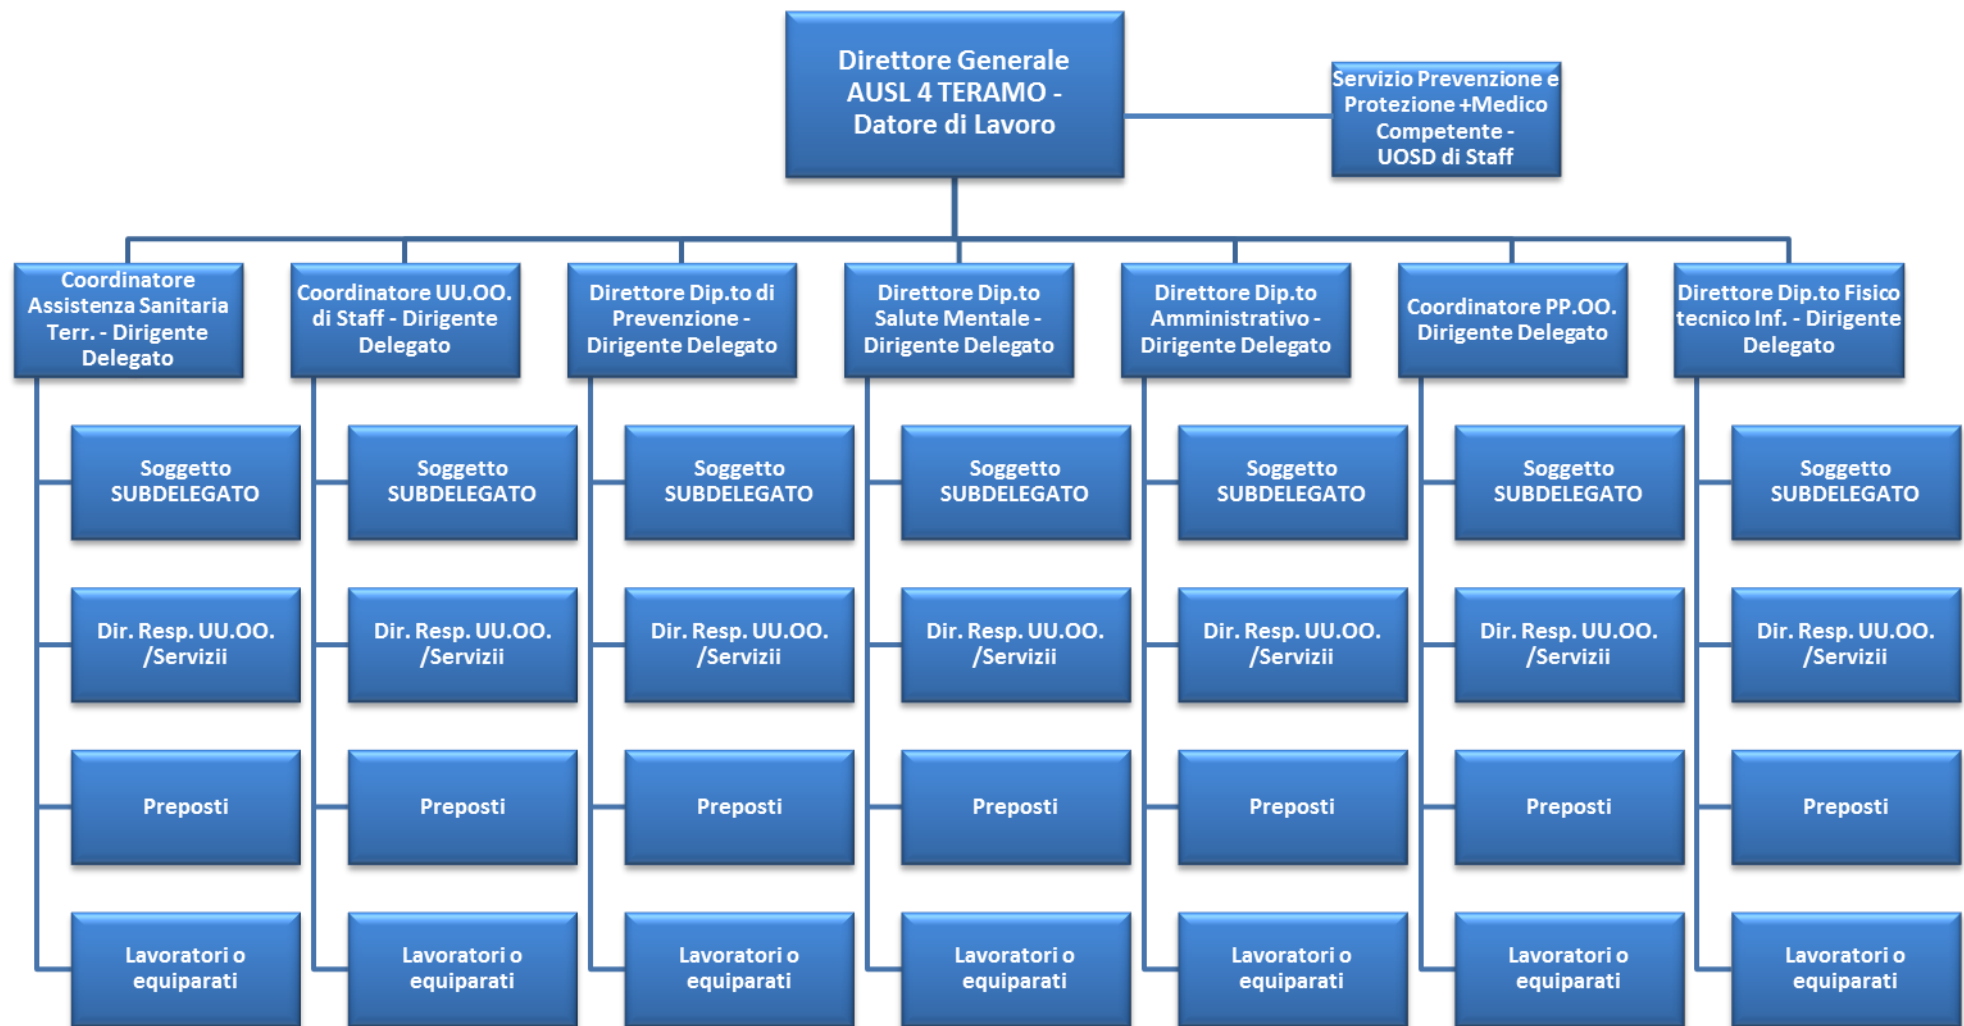 Direttore Generale
AUSL 4 TERAMO -
Datore di Lavoro
Servizio Prevenzione e
Protezione +Medico
Competente -
UOSD di Staff
Coordinatore
Assistenza Sanitaria
Terr. - Dirigente
Delegato
Coordinatore UU.OO.
di Staff - Dirigente
Delegato
Direttore Dip.to di
Prevenzione -
Dirigente Delegato
Direttore Dip.to
Salute Mentale -
Dirigente Delegato
Direttore Dip.to
Amministrativo -
Dirigente Delegato
Coordinatore PP.OO.
Dirigente Delegato
Direttore Dip.to Fisico
tecnico Inf. - Dirigente
Delegato
Soggetto
SUBDELEGATO
Soggetto
SUBDELEGATO
Soggetto
SUBDELEGATO
Soggetto
SUBDELEGATO
Soggetto
SUBDELEGATO
Soggetto
SUBDELEGATO
Soggetto
SUBDELEGATO
Dir. Resp. UU.OO.
/Servizii
Dir. Resp. UU.OO.
/Servizii
Dir. Resp. UU.OO.
/Servizii
Dir. Resp. UU.OO.
/Servizii
Dir. Resp. UU.OO.
/Servizii
Dir. Resp. UU.OO.
/Servizii
Dir. Resp. UU.OO.
/Servizii
Preposti
Preposti
Preposti
Preposti
Preposti
Preposti
Preposti
Lavoratori o
equiparati
Lavoratori o
equiparati
Lavoratori o
equiparati
Lavoratori o
equiparati
Lavoratori o
equiparati
Lavoratori o
equiparati
Lavoratori o
equiparati